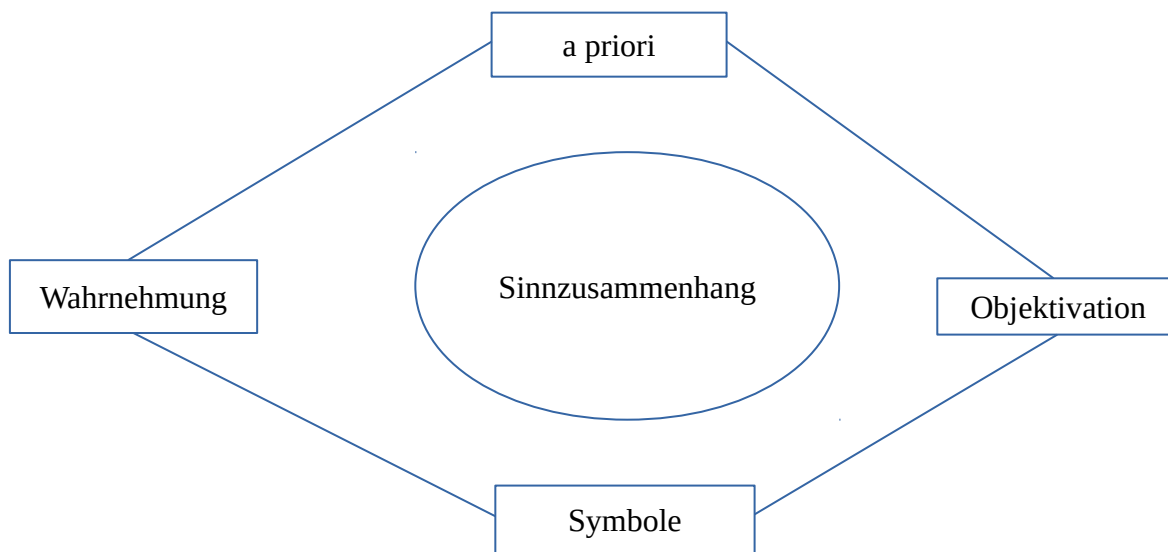 a priori
Wahrnehmung
Sinnzusammenhang
Objektivation
Symbole